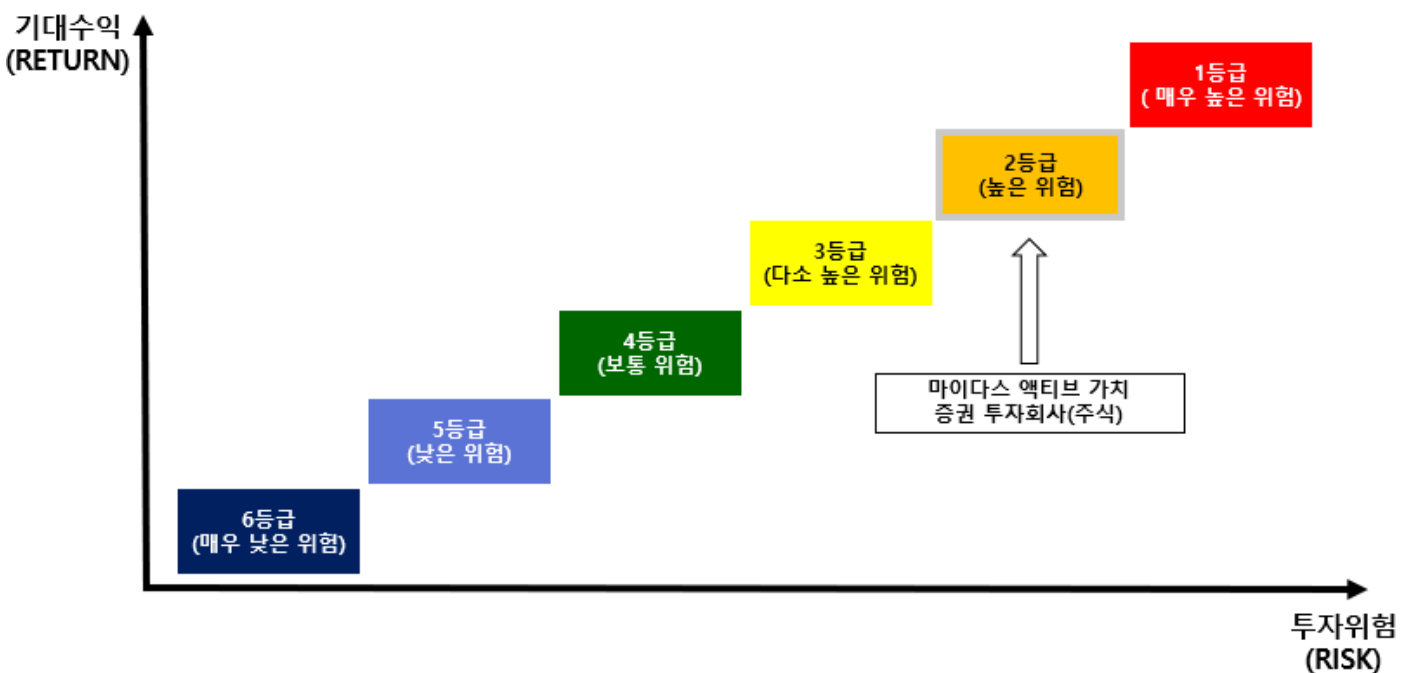 기대수익
(RETURN)
1등급
( 매우 높은 위험)
2등급
(높은 위험)
3등급
(다소 높은 위험)
4등급
(보통 위험)
마이다스 액티브 가치
증권 투자회사(주식)
5등급
(낮은 위험)
6등급
(매우 낮은 위험)
투자위험
(RISK)